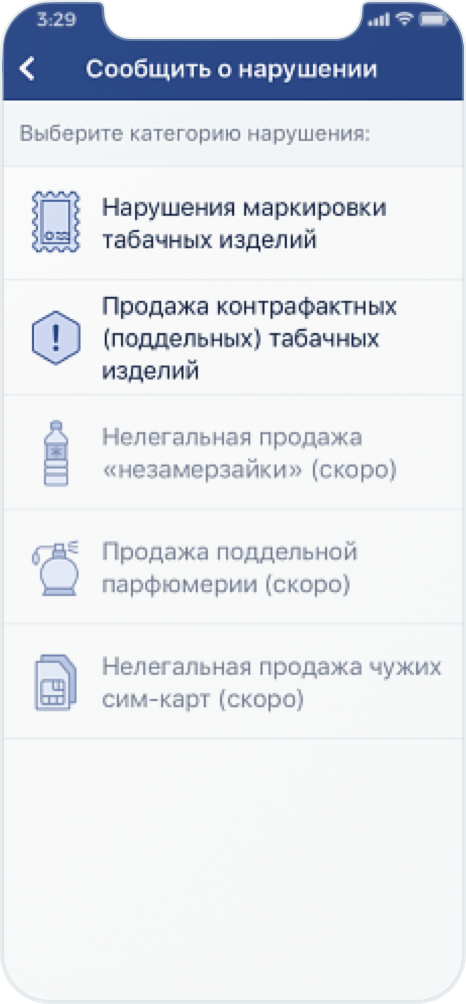 3:29
Сообщить о нарушении
Выберите категорию нарушения:
Нарушения маркировки
табачных изделий
Продажа контрафактных
(поддельных) табачных
изделий
Нелегальная продажа
«незамерзайки» (скоро)
Продажа поддельной
парфюмерии (скоро)
Нелегальная продажа чужих
сим-карт (скоро)